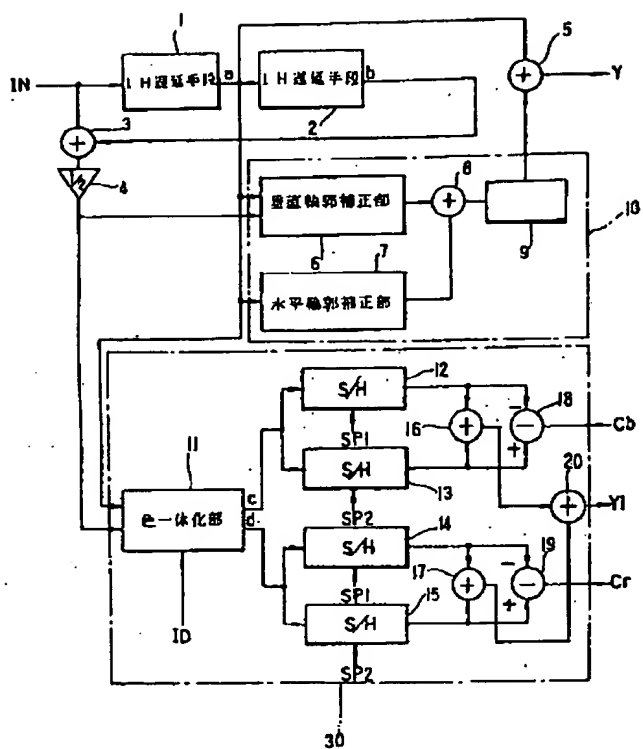 1
IN
1H遅延手段
a
1H遅延手段
b
2
5
Y
3
1/2
4
垂直輪郭補正部
6
8
9
10
7
水平輪郭補正部
12
S/H
SP1
16
18
Cb
11
S/H
13
20
Y1
色一体化部
c
d
SP2
S/H
14
17
19
Cr
SP1
S/H
15
ID
SP2
30